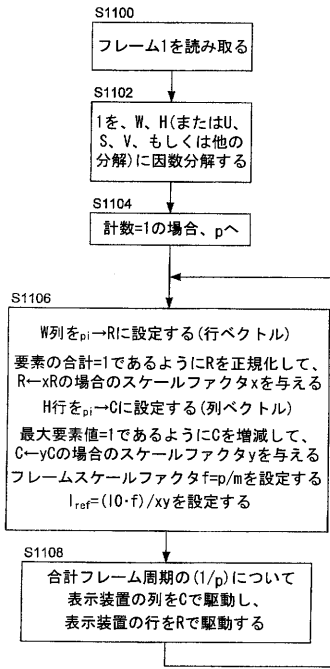 S1100
フレーム1を読み取る
S1102
1を、W、H(またはU、
S、V、もしくは他の
分解)に因数分解する
S1104
計数=1の場合、pへ
S1106
W列をpi→Rに設定する(行ベクトル)
要素の合計=1であるようにRを正規化して、
R←xRの場合のスケールファクタxを与える
H行をpi→Cに設定する(列ベクトル)
最大要素値=1であるようにCを増減して、
C←yCの場合のスケールファクタyを与える
フレームスケールファクタf=p/mを設定する
Iref=(I0·f)/xyを設定する
S1108
合計フレーム周期の(1/p)について
表示装置の列をCで駆動し、
表示装置の行をRで駆動する